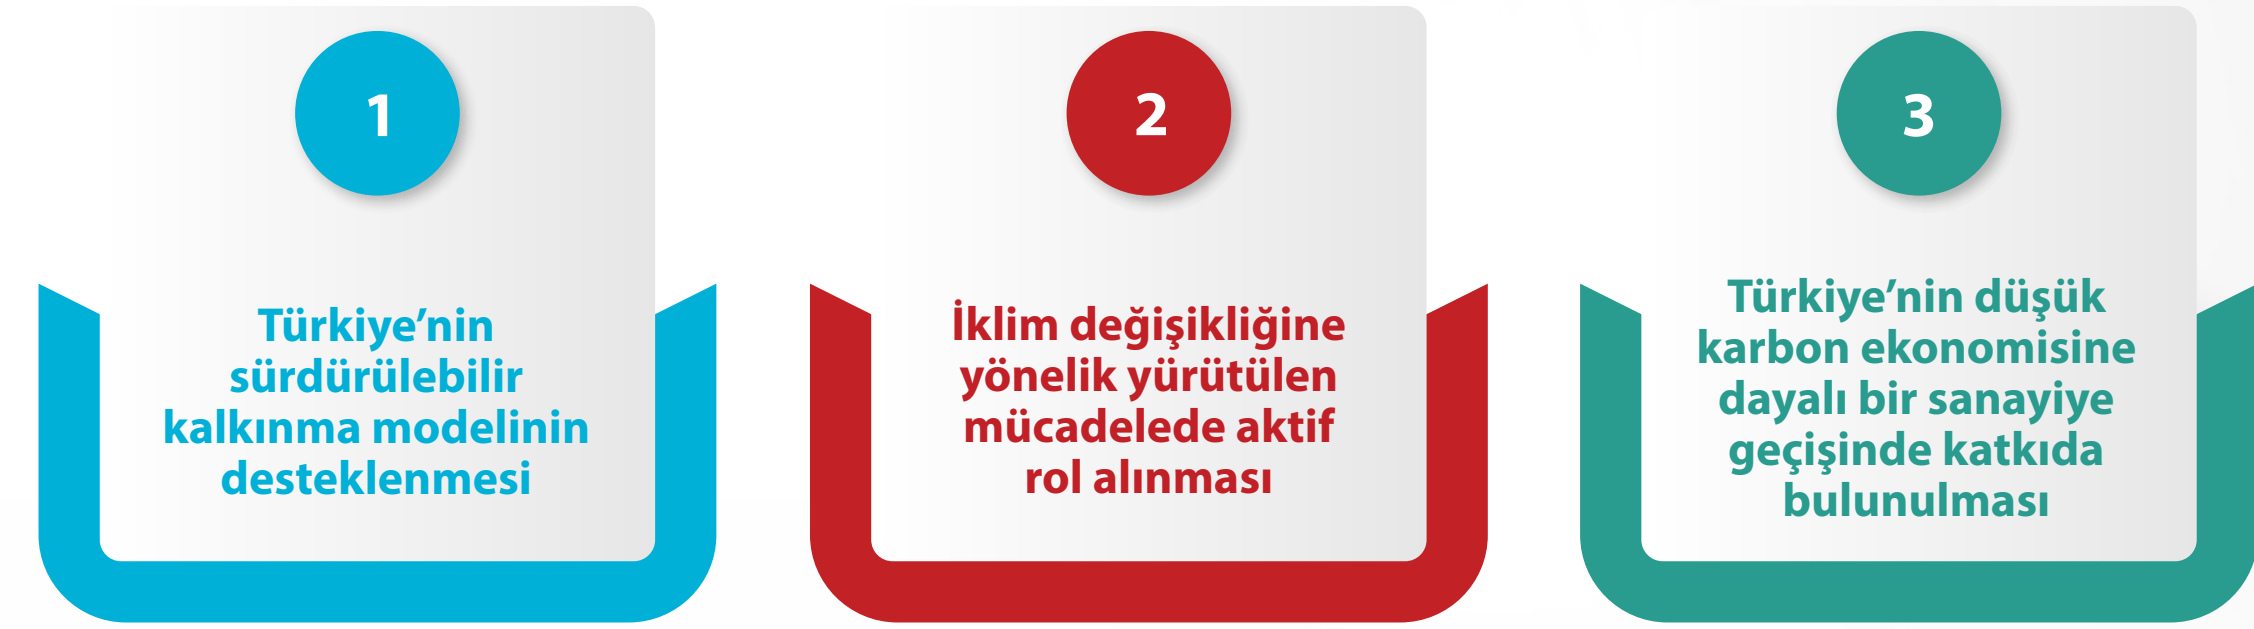 1
Türkiye’nin
sürdürülebilir
kalkınma modelinin
desteklenmesi
2
İklim değişikliğine
yönelik yürütülen
mücadelede aktif
rol alınması
3
Türkiye’nin düşük
karbon ekonomisine
dayalı bir sanayiye
geçişinde katkıda
bulunulması